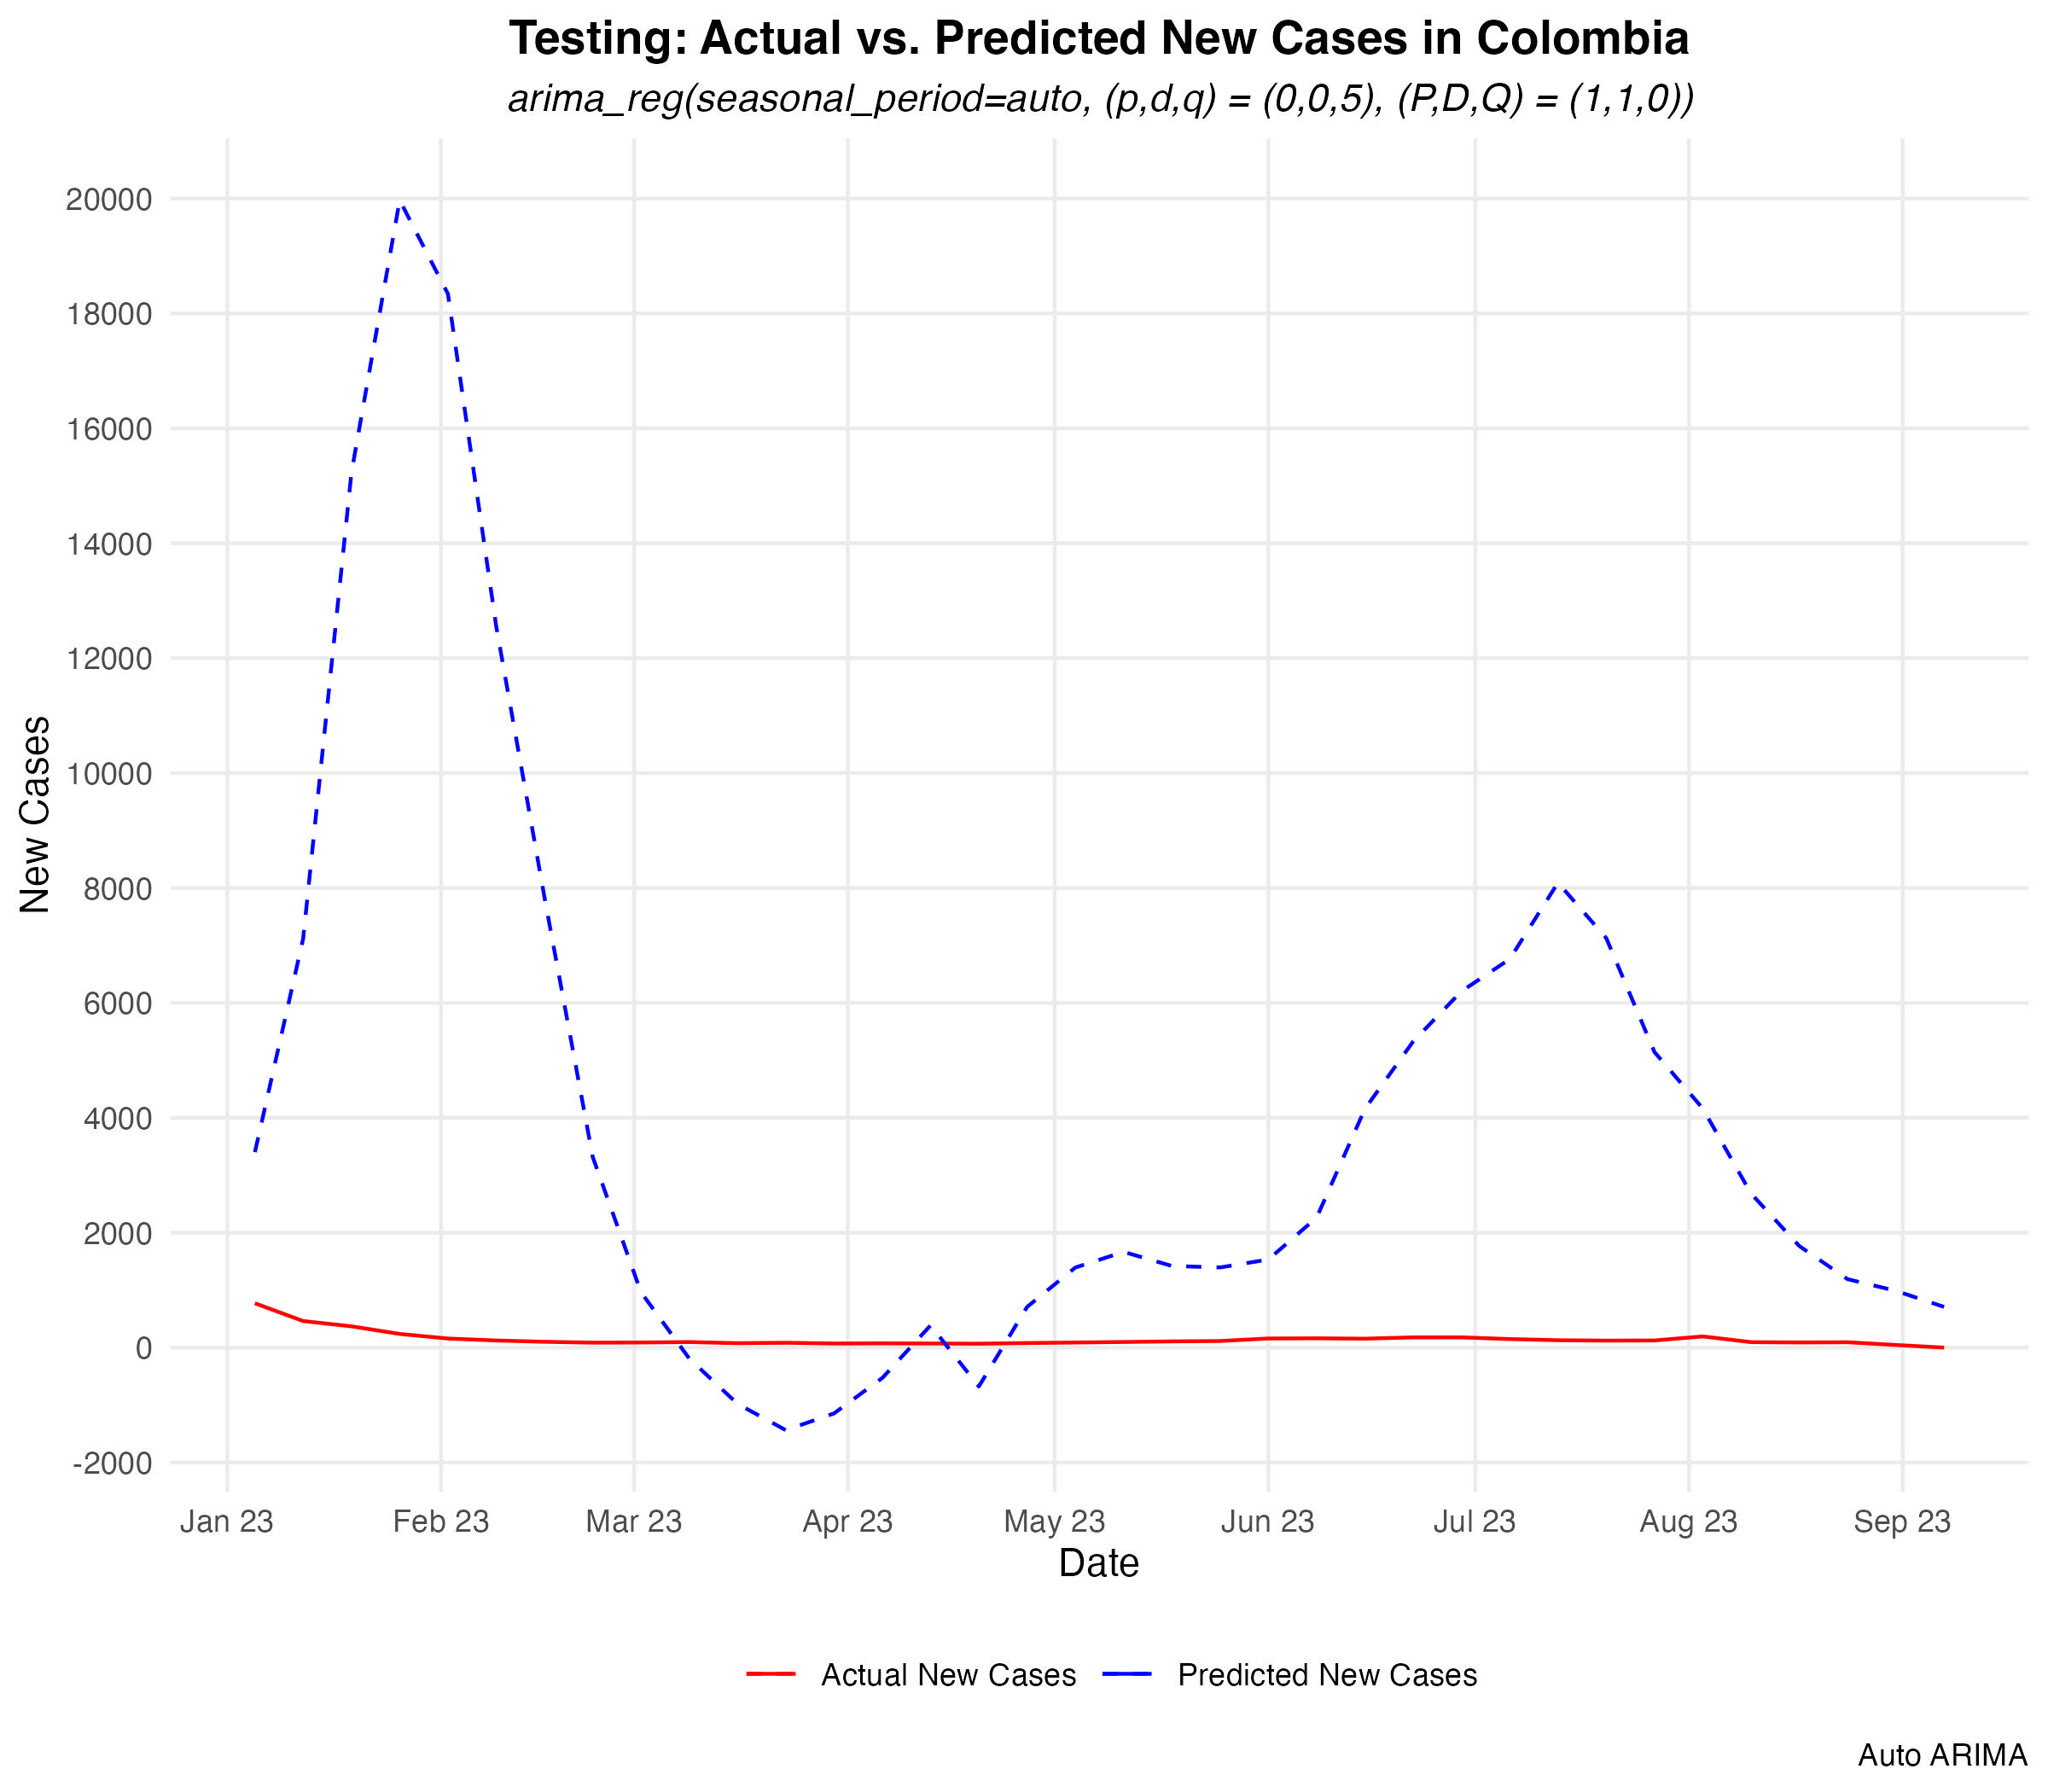 Testing: Actual vs. Predicted New Cases in Colombia
arima_reg(seasonal_period=auto, (p,d,q) = (0,0,5), (P,D,Q) = (1,1,0))
New Cases
20000
18000
16000
14000
12000
10000
8000
6000
4000
2000
0
-2000
Jan 23 Feb 23 Mar 23 Apr 23 May 23 Jun 23 Jul 23 Aug 23 Sep 23
Date
Actual New Cases Predicted New Cases
Auto ARIMA